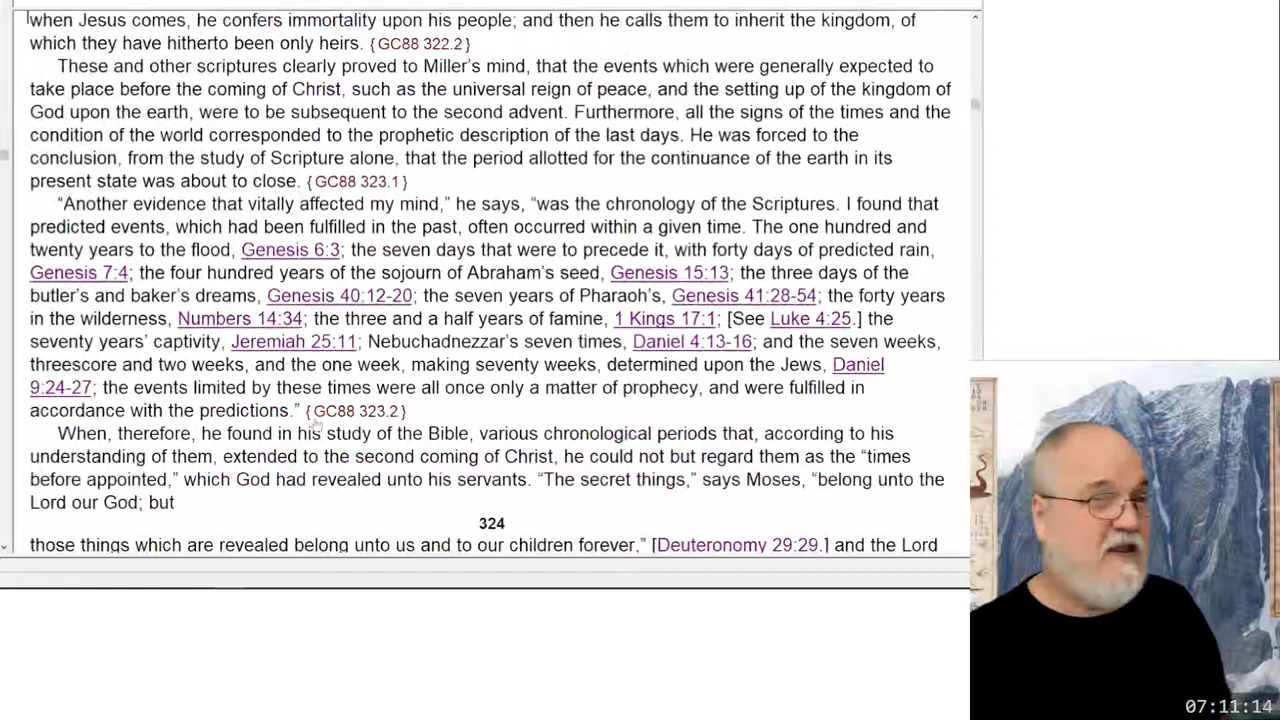 when Jesus comes, he confers immortality upon his people; and then he calls them to inherit the kingdom, of
which they have hitherto been only heirs. {GC88 322.2}
These and other scriptures clearly proved to Miller's mind, that the events which were generally expected to
take place before the coming of Christ, such as the universal reign of peace, and the setting up of the kingdom of
God upon the earth, were to be subsequent to the second advent. Furthermore, all the signs of the times and the
condition of the world corresponded to the prophetic description of the last days. He was forced to the
conclusion, from the study of Scripture alone, that the period allotted for the continuance of the earth in its
present state was about to close. {GC88 323.1}
“Another evidence that vitally affected my mind,” he says, “was the chronology of the Scriptures. I found that
predicted events, which had been fulfilled in the past, often occurred within a given time. The one hundred and
twenty years to the flood, Genesis 6:3; the seven days that were to precede it, with forty days of predicted rain,
Genesis 7:4; the four hundred years of the sojourn of Abraham's seed, Genesis 15:13; the three days of the
butler's and baker's dreams, Genesis 40:12-20; the seven years of Pharaoh's, Genesis 41:28-54; the forty years
in the wilderness, Numbers 14:34; the three and a half years of famine, 1 Kings 17:1; [See Luke 4:25.] the
seventy years' captivity, Jeremiah 25:11; Nebuchadnezzar's seven times, Daniel 4:13-16; and the seven weeks,
threescore and two weeks, and the one week, making seventy weeks, determined upon the Jews, Daniel
9:24-27; the events limited by these times were all once only a matter of prophecy, and were fulfilled in
accordance with the predictions.” {GC88 323.2}
When, therefore, he found in his study of the Bible, various chronological periods that, according to his
understanding of them, extended to the second coming of Christ, he could not but regard them as the “times
before appointed,” which God had revealed unto his servants. “The secret things,” says Moses, “belong unto the
Lord our God; but
324
those things which are revealed belong unto us and to our children forever,” [Deuteronomy 29:29.] and the Lord
07:11:14